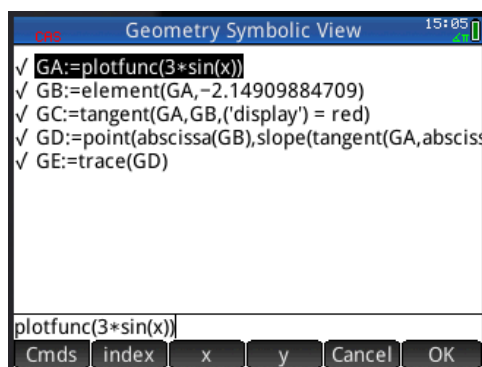 CAS Geometry Symbolic View 15:05 ∡π
√ GA:=plotfunc(3*sin(x))
√ GB:=element(GA,−2.14909884709)
√ GC:=tangent(GA,GB,('display') = red)
√ GD:=point(abscissa(GB),slope(tangent(GA,absciss
√ GE:=trace(GD)
plotfunc(3*sin(x))
Cmds index x y Cancel OK